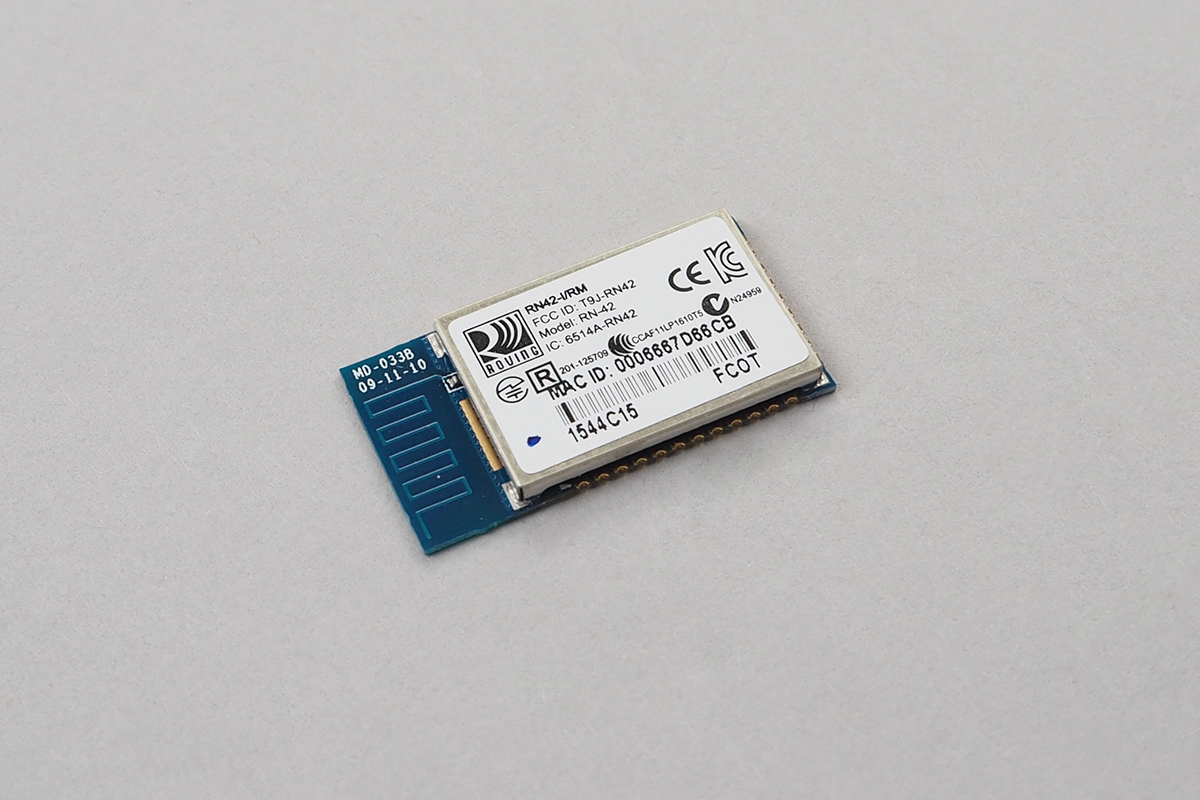 MD-033B
09-11-10
ROVING
RN42-I/RM
FCC ID: T9J-RN42
Model: RN-42
IC: 6514A-RN42
CE
R
201-125709
CCAF11LP1610T5
N24959
MAC ID: 0006667D66CB
1544C15
FCOT